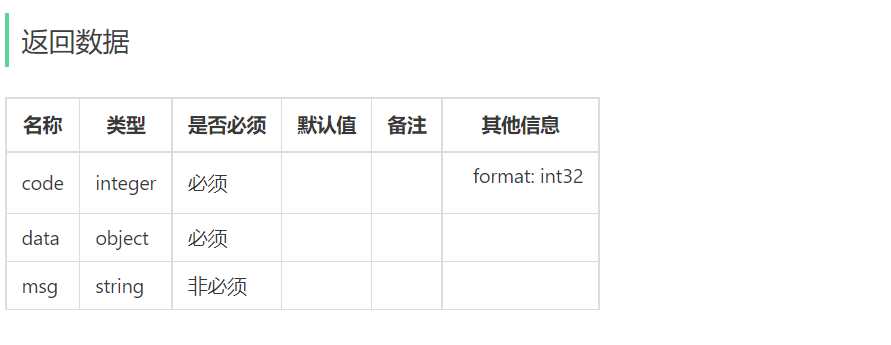 返回数据
名称 类型 是否必须 默认值 备注 其他信息
code integer 必须 format: int32
data object 必须
msg string 非必须